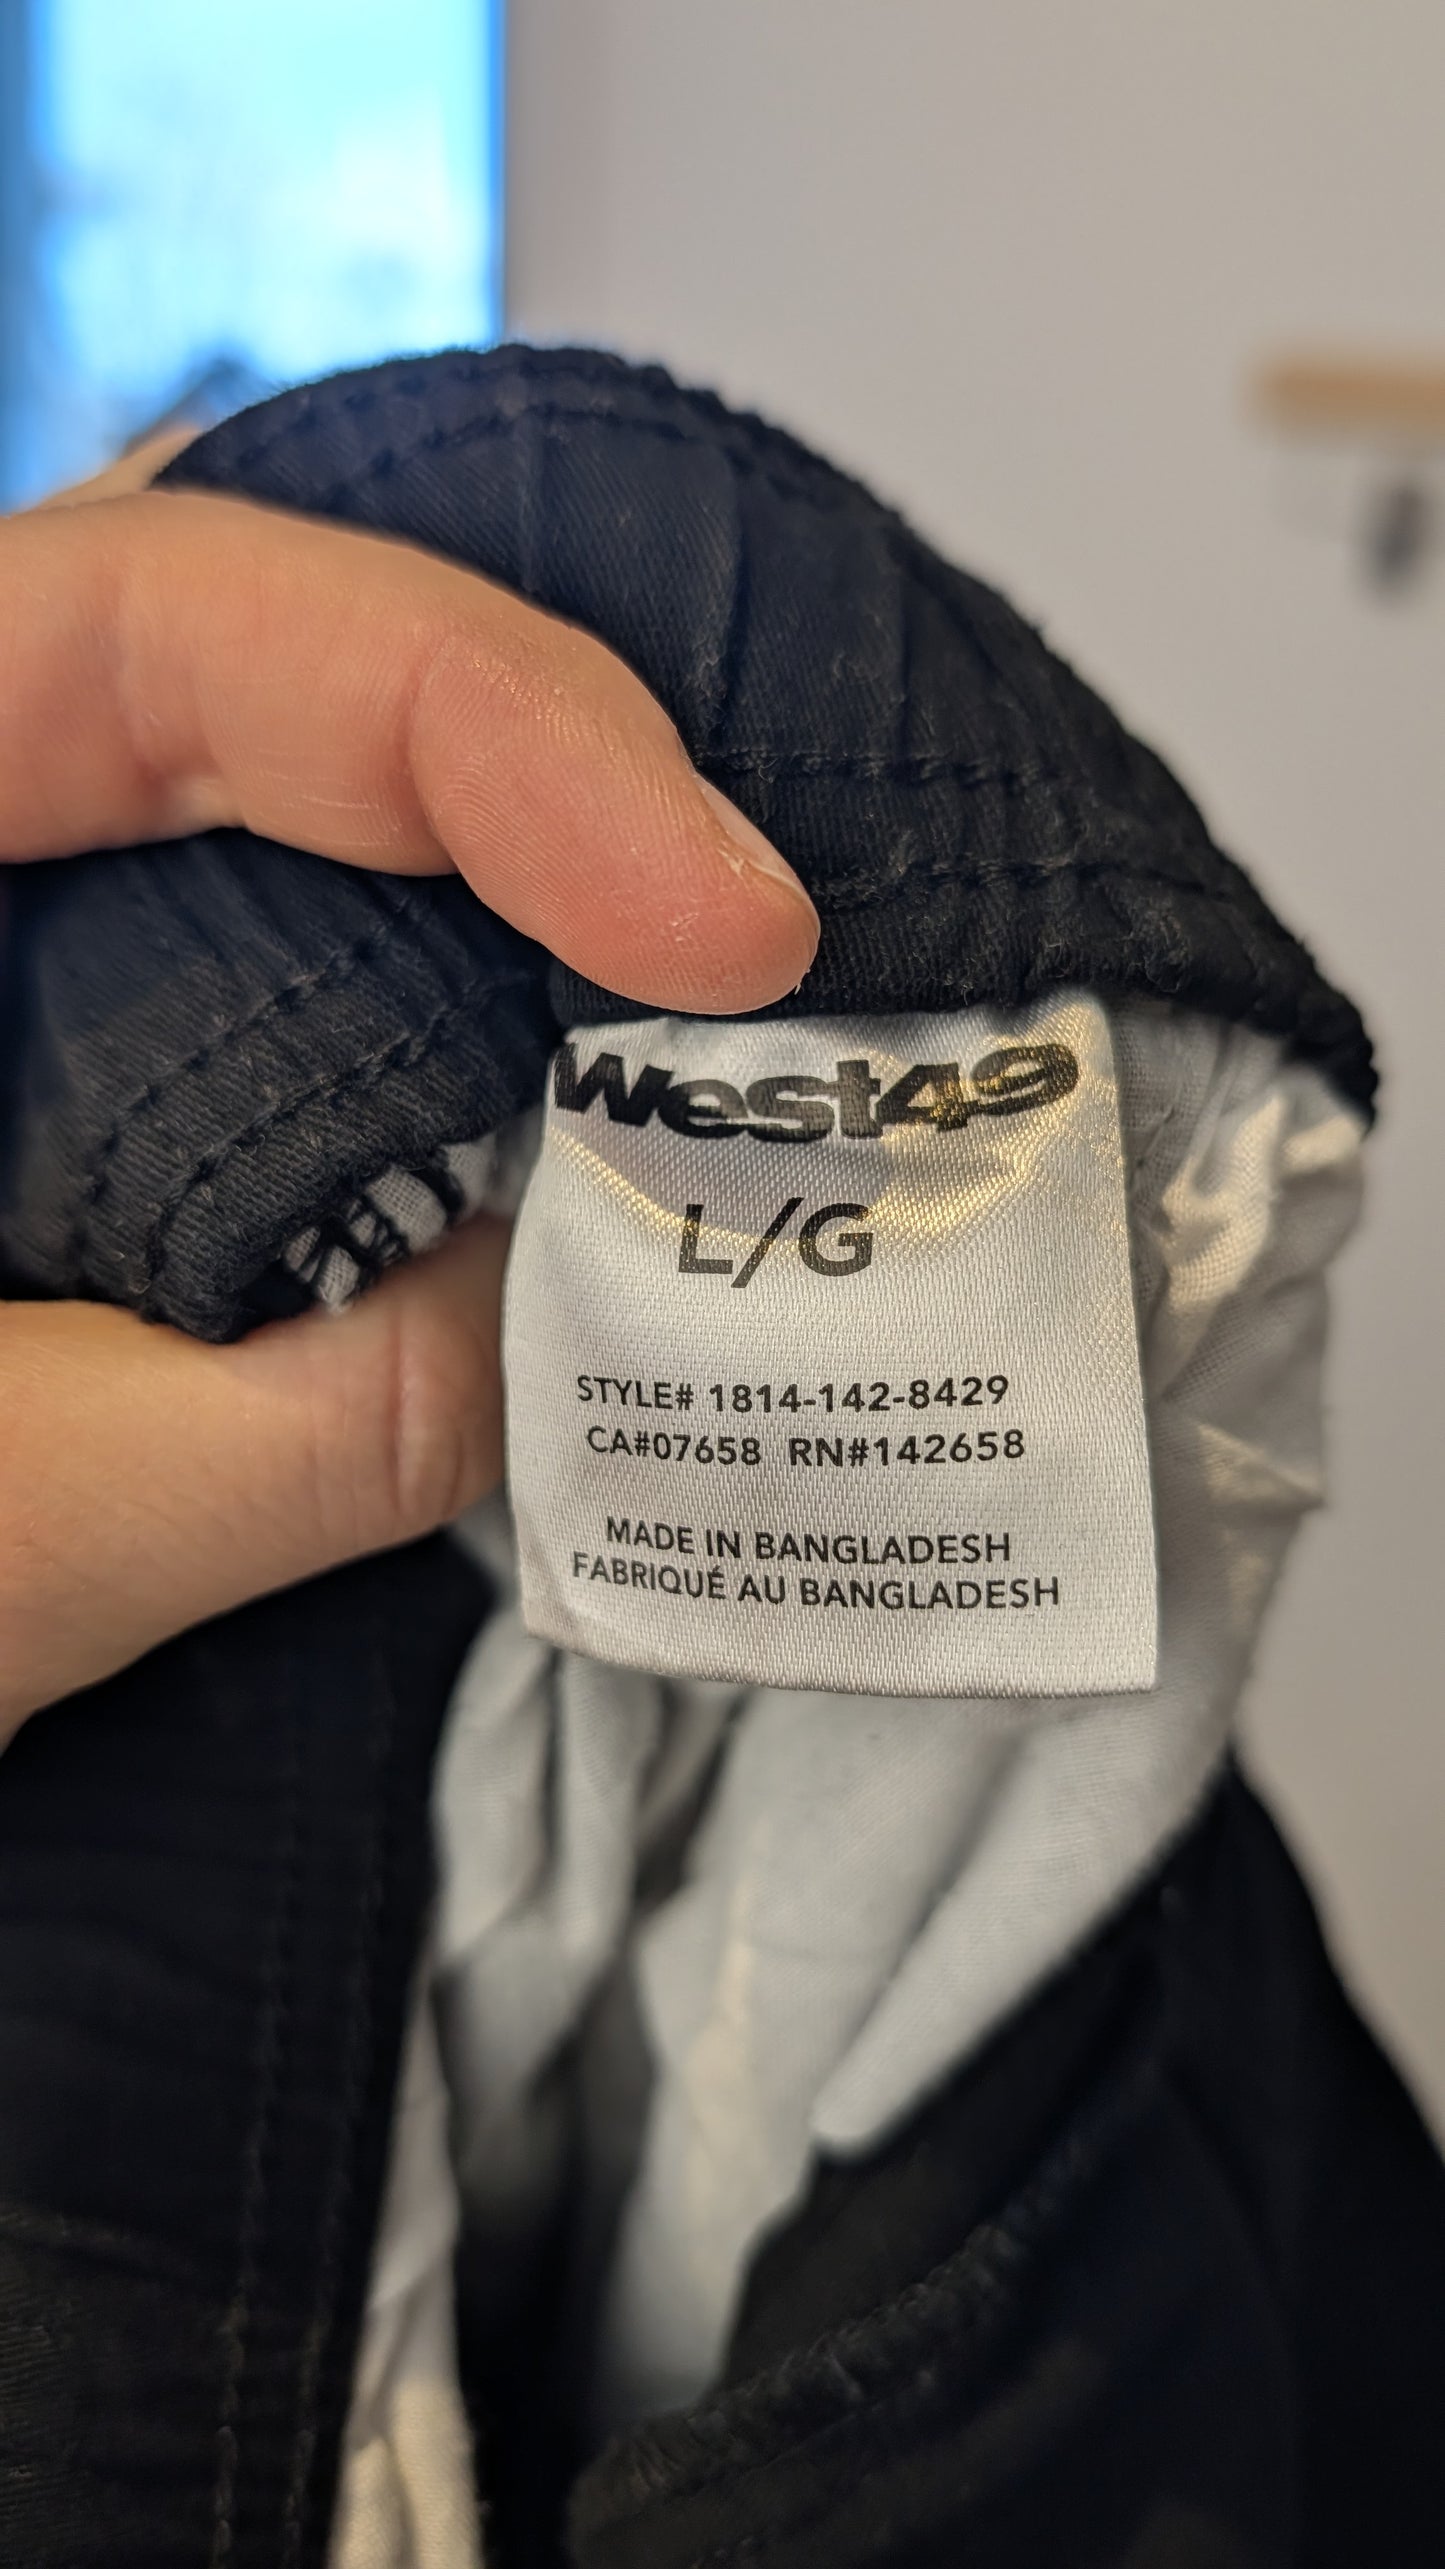 West49
L/G
STYLE# 1814-142-8429
CA#07658 RN#142658
MADE IN BANGLADESH
FABRIQUÉ AU BANGLADESH